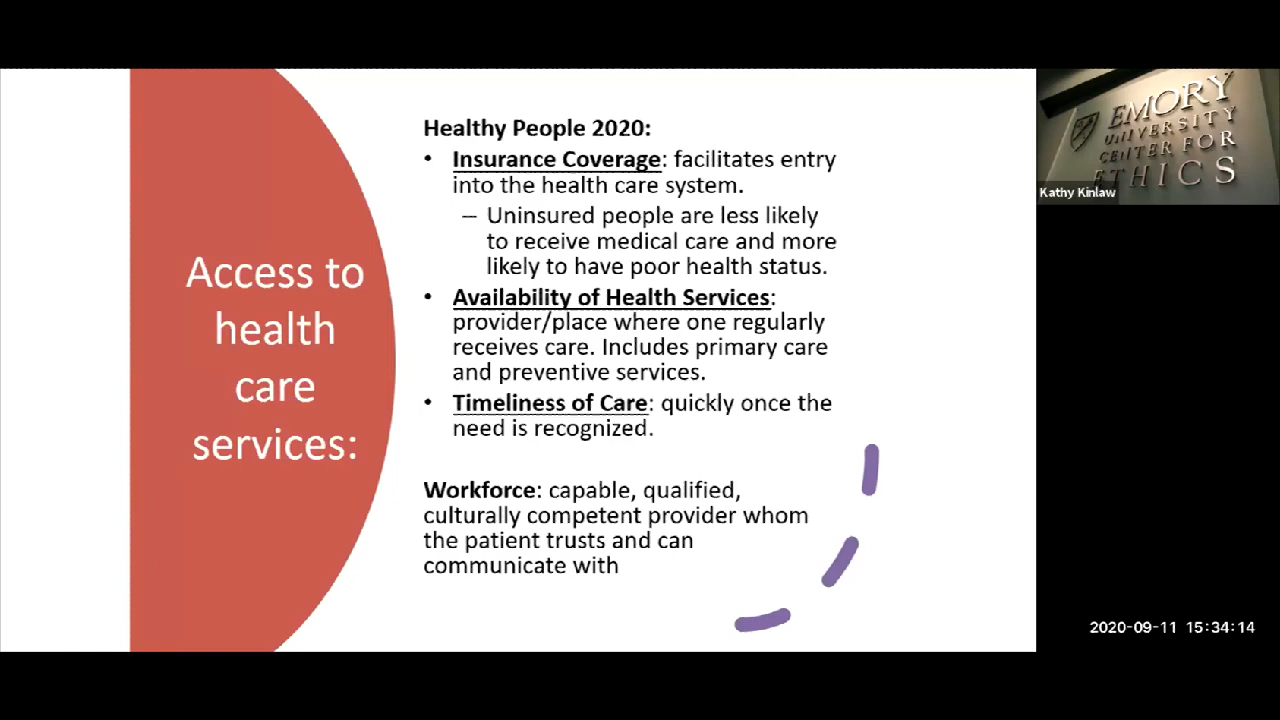 Access to
health
care
services:
Healthy People 2020:
• Insurance Coverage: facilitates entry
into the health care system.
– Uninsured people are less likely
to receive medical care and more
likely to have poor health status.
• Availability of Health Services:
provider/place where one regularly
receives care. Includes primary care
and preventive services.
• Timeliness of Care: quickly once the
need is recognized.
Workforce: capable, qualified,
culturally competent provider whom
the patient trusts and can
communicate with
EMORY
UNIVERSITY
CENTER FOR
ETHICS
Kathy Kinlaw
2020-09-11 15:34:14